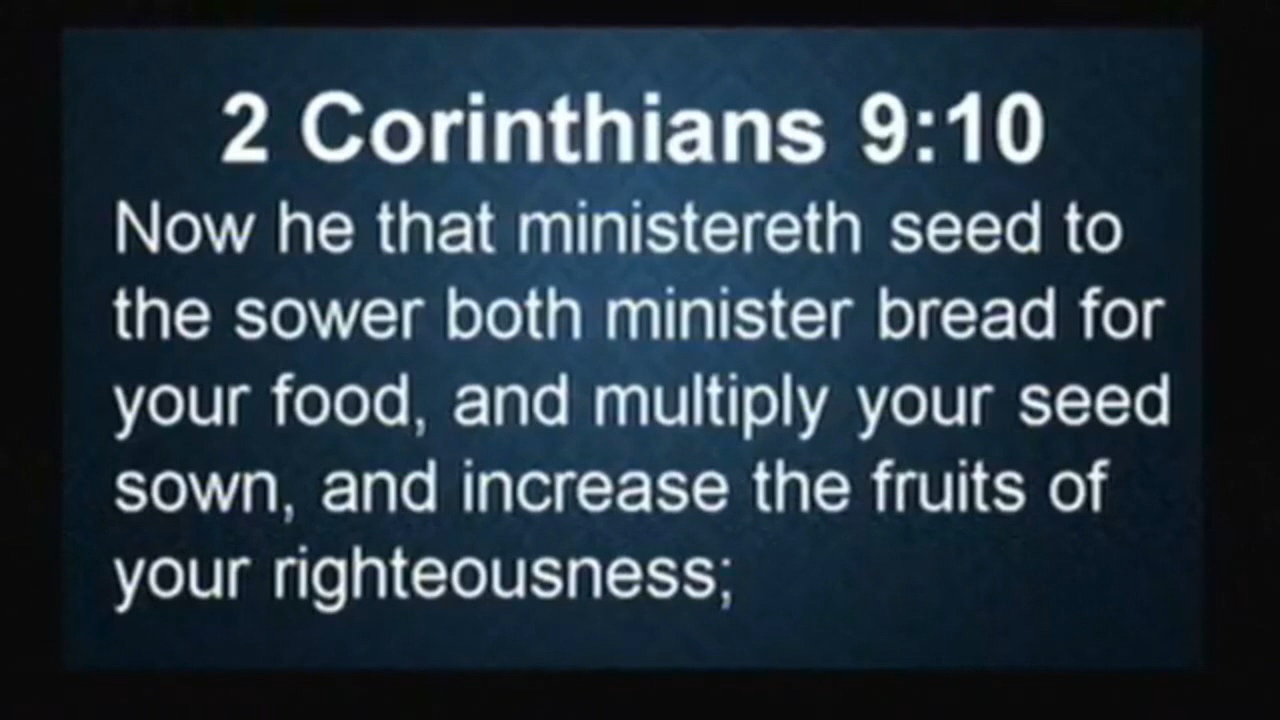 2 Corinthians 9:10
Now he that ministereth seed to
the sower both minister bread for
your food, and multiply your seed
sown, and increase the fruits of
your righteousness;